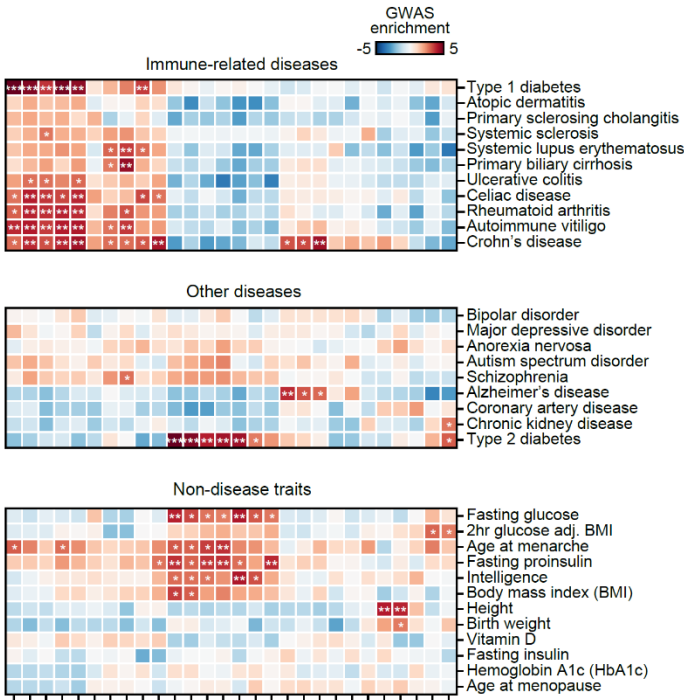 GWAS
enrichment
-5 5
Immune-related diseases
Type 1 diabetes
Atopic dermatitis
Primary sclerosing cholangitis
Systemic sclerosis
Systemic lupus erythematosus
Primary biliary cirrhosis
Ulcerative colitis
Celiac disease
Rheumatoid arthritis
Autoimmune vitiligo
Crohn's disease
Other diseases
Bipolar disorder
Major depressive disorder
Anorexia nervosa
Autism spectrum disorder
Schizophrenia
Alzheimer's disease
Coronary artery disease
Chronic kidney disease
Type 2 diabetes
Non-disease traits
Fasting glucose
2hr glucose adj. BMI
Age at menarche
Fasting proinsulin
Intelligence
Body mass index (BMI)
Height
Birth weight
Vitamin D
Fasting insulin
Hemoglobin A1c (HbA1c)
Age at menopause